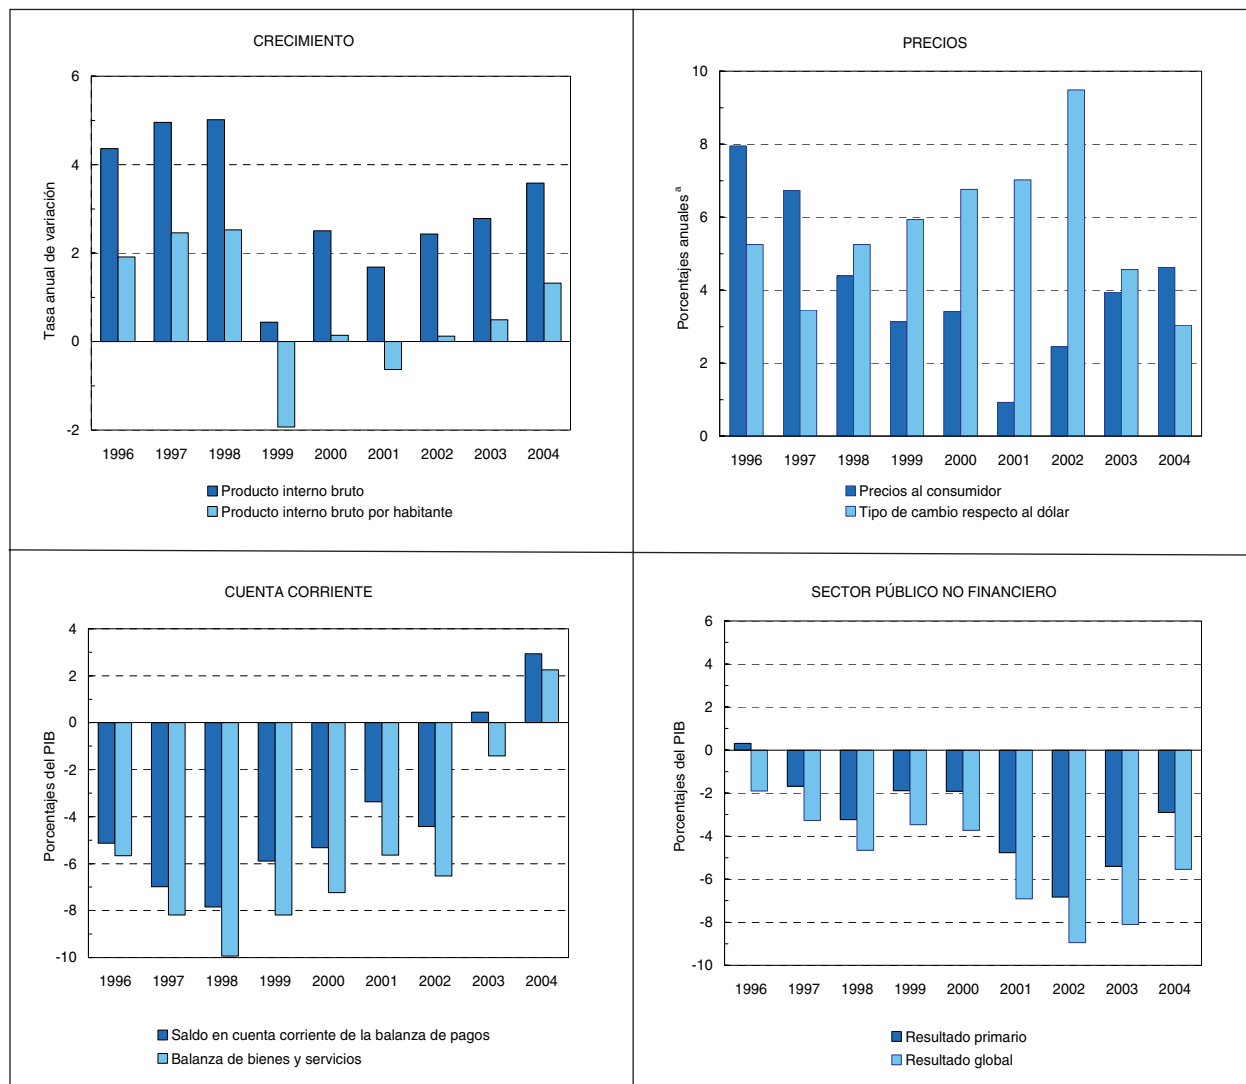 CRECIMIENTO
6
4
2
0
-2
Tasa anual de variación
1996 1997 1998 1999 2000 2001 2002 2003 2004
Producto interno bruto
Producto interno bruto por habitante
PRECIOS
10
8
6
4
2
0
Porcentajes anuales a
1996 1997 1998 1999 2000 2001 2002 2003 2004
Precios al consumidor
Tipo de cambio respecto al dólar
CUENTA CORRIENTE
4
2
0
-2
-4
-6
-8
-10
Porcentajes del PIB
1996 1997 1998 1999 2000 2001 2002 2003 2004
Saldo en cuenta corriente de la balanza de pagos
Balanza de bienes y servicios
SECTOR PÚBLICO NO FINANCIERO
6
4
2
0
-2
-4
-6
-8
-10
Porcentajes del PIB
1996 1997 1998 1999 2000 2001 2002 2003 2004
Resultado primario
Resultado global